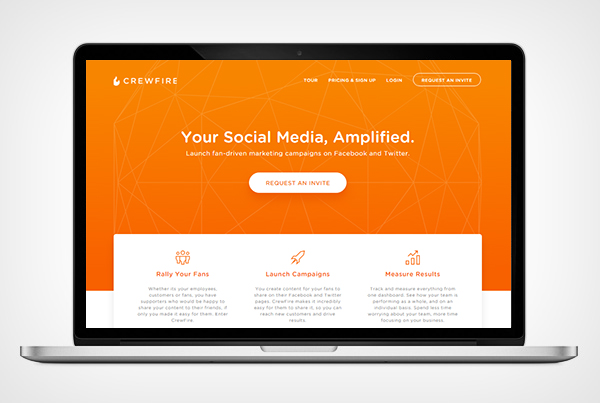 CREWFIRE
TOUR PRICING & SIGN UP LOGIN REQUEST AN INVITE
Your Social Media, Amplified.
Launch fan-driven marketing campaigns on Facebook and Twitter.
REQUEST AN INVITE
Rally Your Fans
Whether its your employees,
customers or fans, you have
supporters who would be happy to
share your content to their friends, if
only you made it easy for them. Enter
CrewFire.
Launch Campaigns
You create content for your fans to
share on their Facebook and Twitter
pages. CrewFire makes it incredibly
easy for them to share it, so you can
reach new customers and drive
results.
Measure Results
Track and measure everything
from one dashboard. See how your team is
performing as a whole, and on an
individual basis. Spend less time
worrying about your team, more time
focusing on your business.